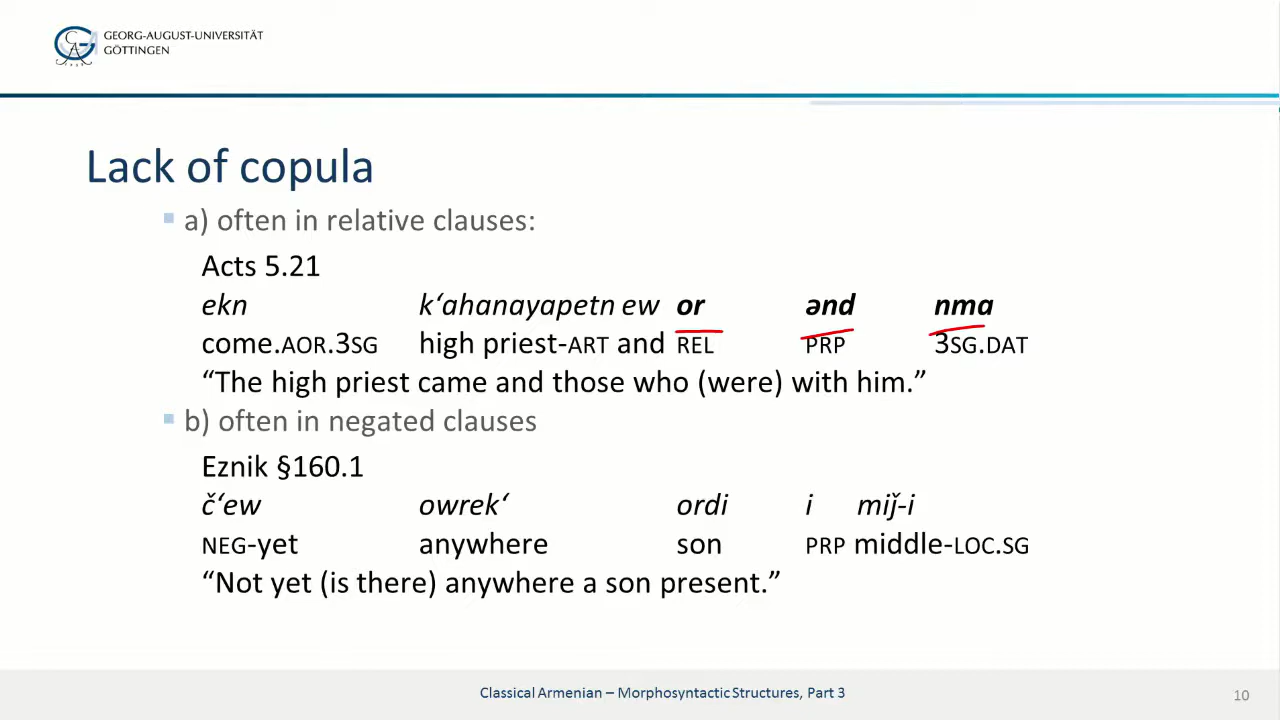 GEORG-AUGUST-UNIVERSITÄT
GÖTTINGEN
Lack of copula
a) often in relative clauses:
Acts 5.21
ekn k‘ahanayapetn ew or ənd nma
come.AOR.3SG high priest-ART and REL PRP 3SG.DAT
“The high priest came and those who (were) with him.”
b) often in negated clauses
Eznik §160.1
č‘ew owrek‘ ordi i miǰ-i
NEG-yet anywhere son PRP middle-LOC.SG
“Not yet (is there) anywhere a son present.”
Classical Armenian – Morphosyntactic Structures, Part 3
10